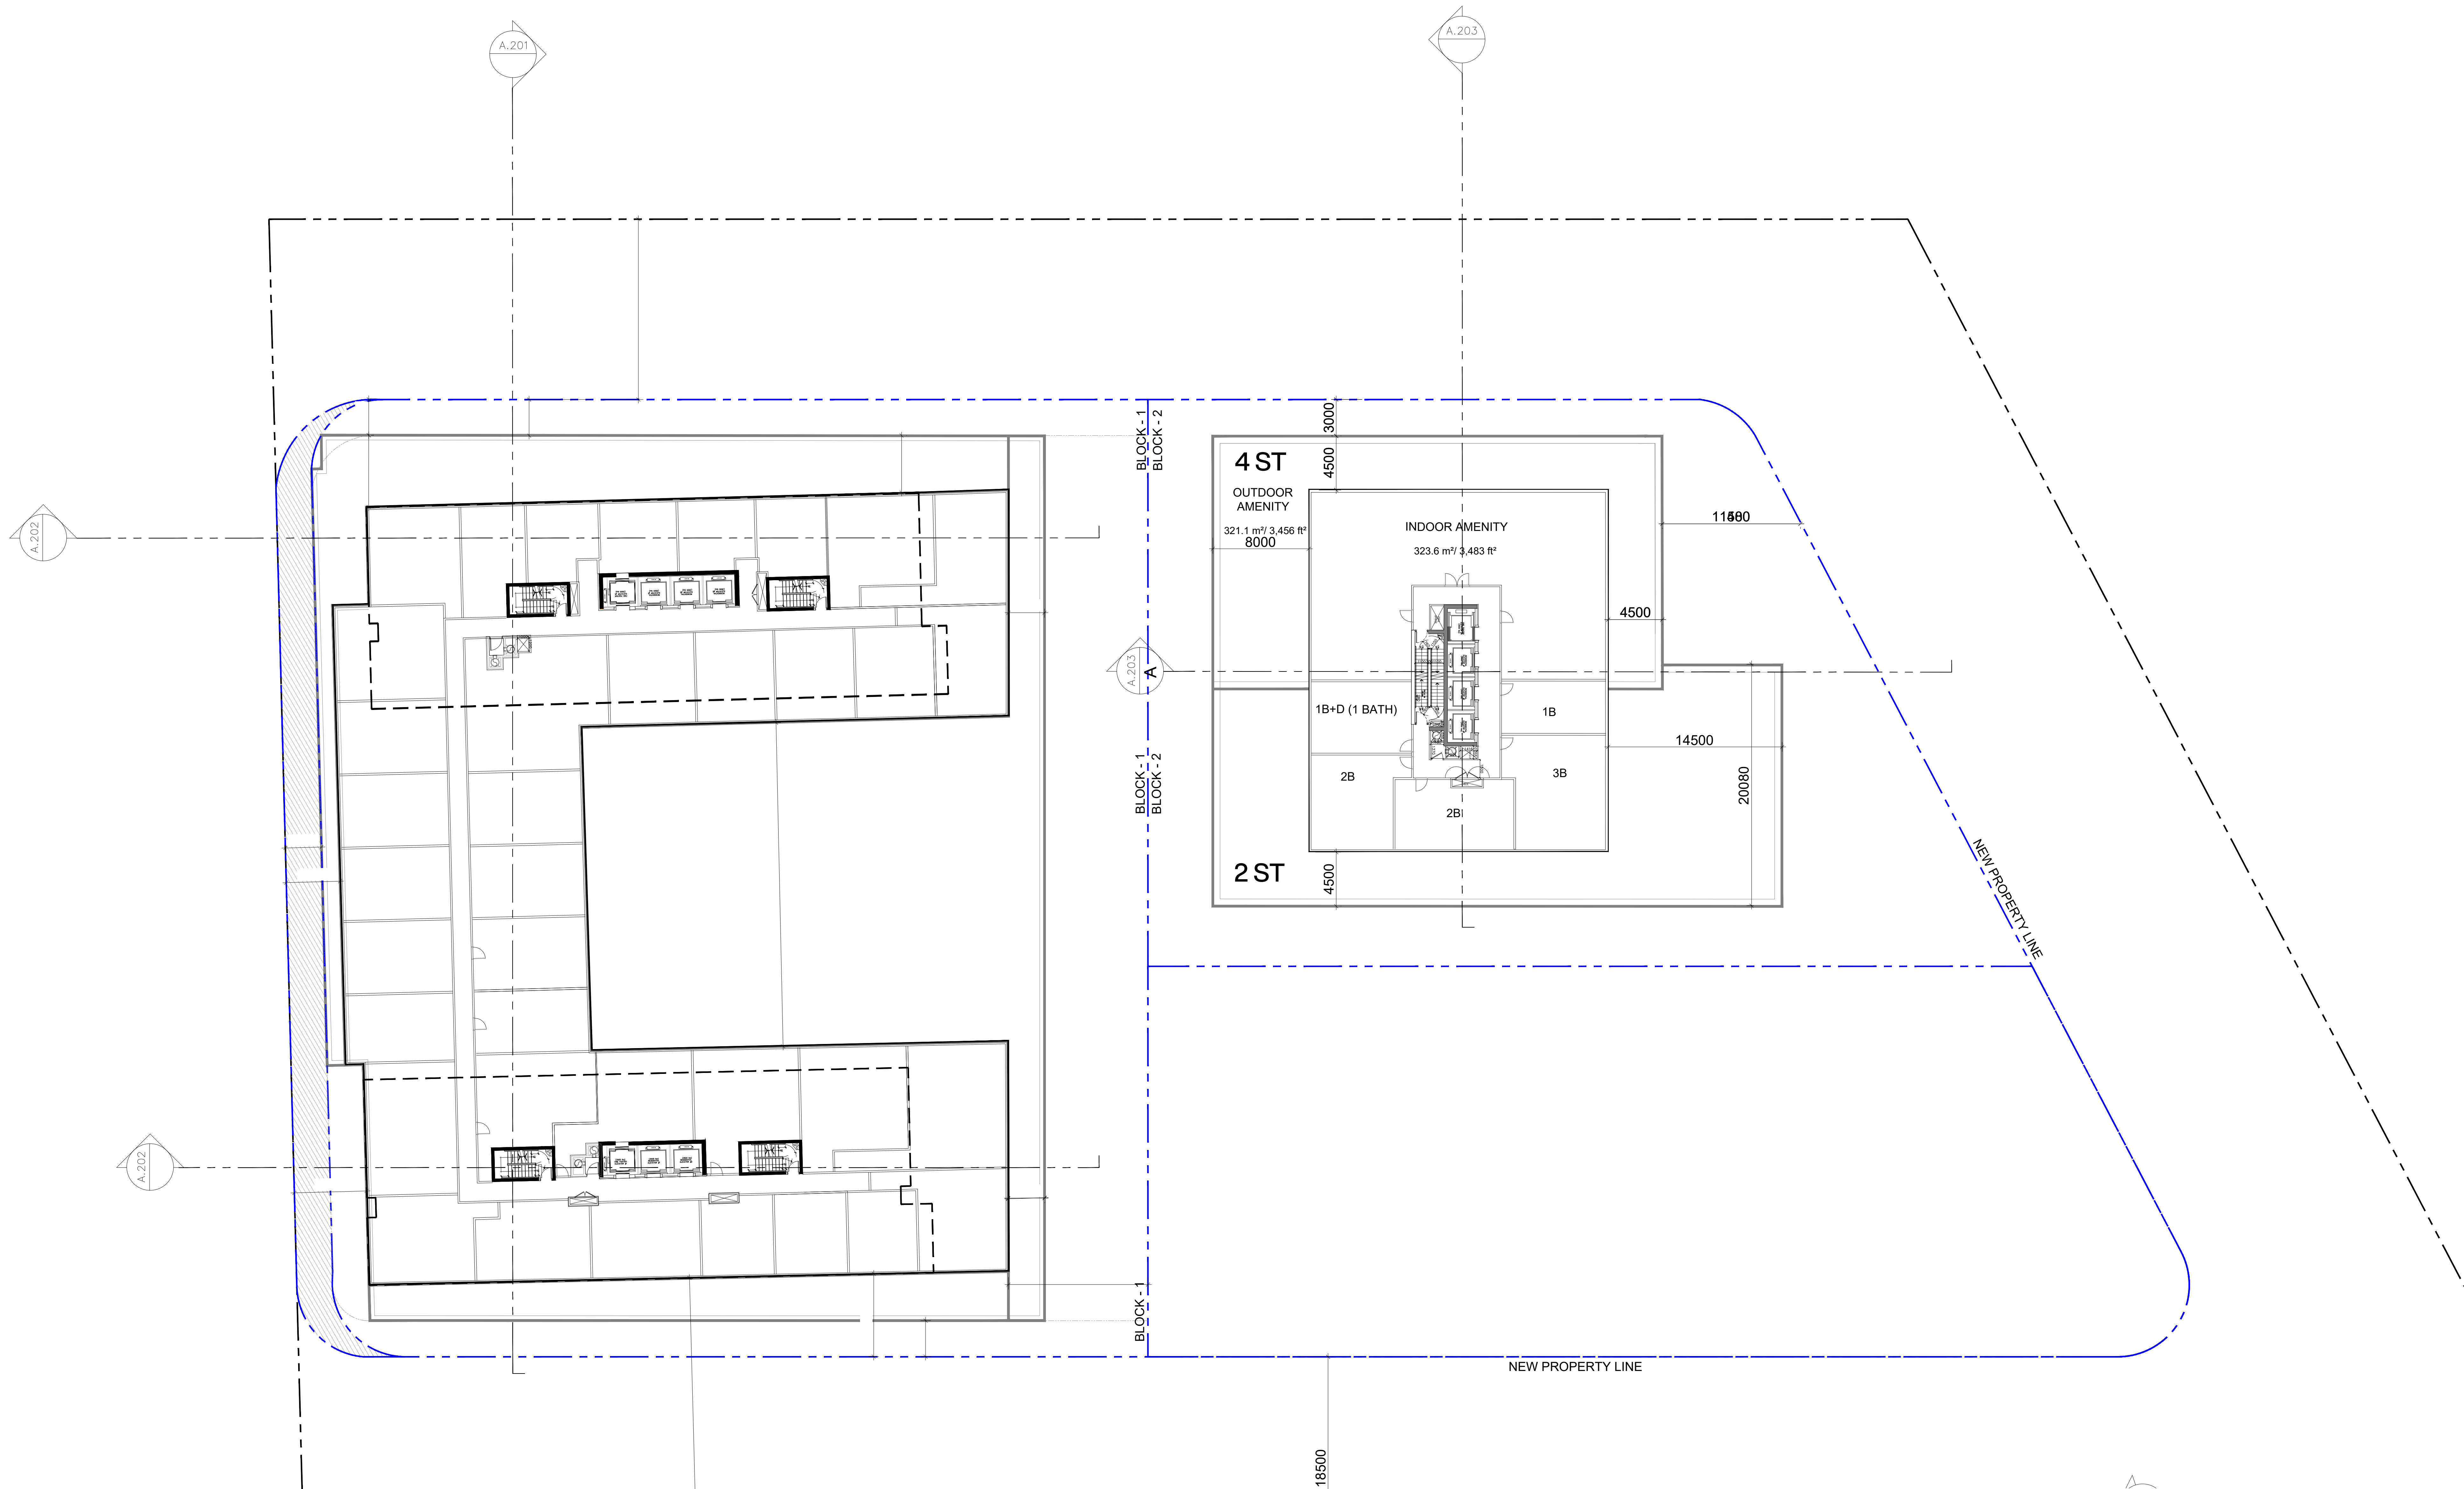 A.201
A.203
A.202
BLOCK - 1
BLOCK - 2
3000
4500
4 ST
OUTDOOR
AMENITY
321.1 m²/ 3,456 ft²
8000
INDOOR AMENITY
323.6 m²/ 3,483 ft²
4500
A.203
A
1B+D (1 BATH)
1B
14500
BLOCK - 1
BLOCK - 2
2B
3B
20080
2B
2 ST
4500
NEW PROPERTY LINE
A.202
BLOCK - 1
NEW PROPERTY LINE
18500